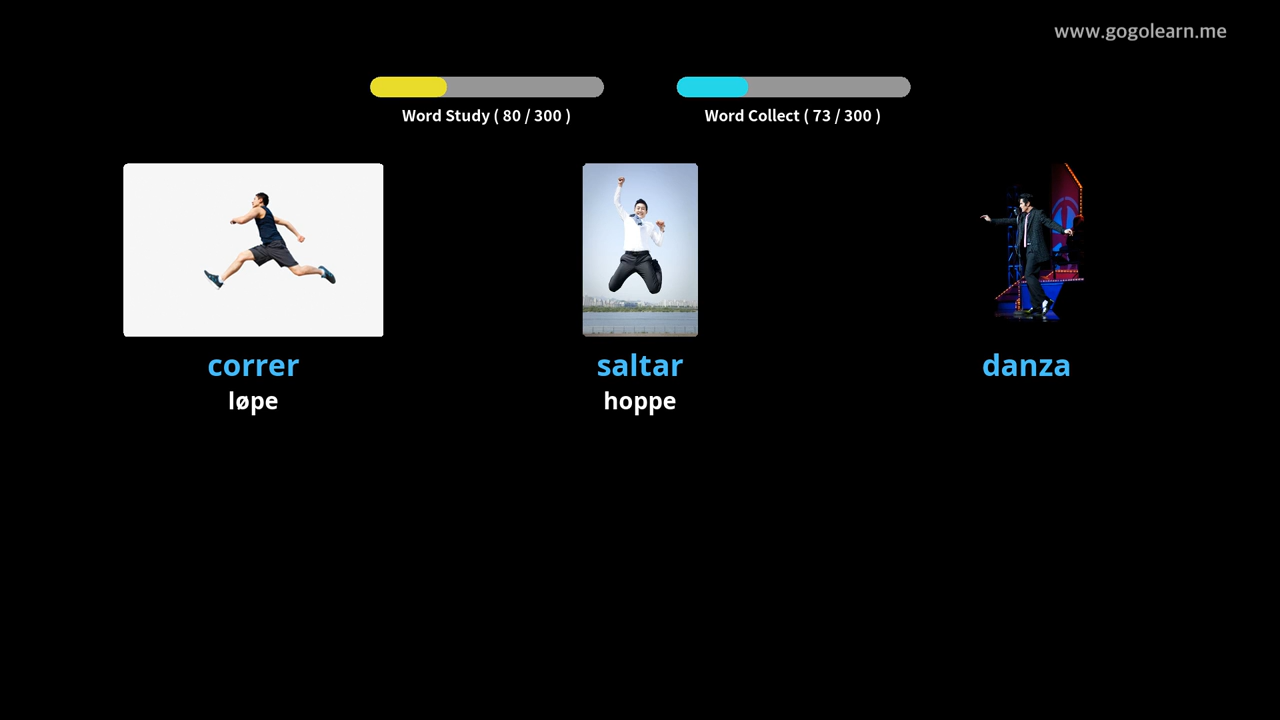 www.gogolearn.me
Word Study ( 80 / 300 )
Word Collect ( 73 / 300 )
correr
saltar
danza
løpe
hoppe